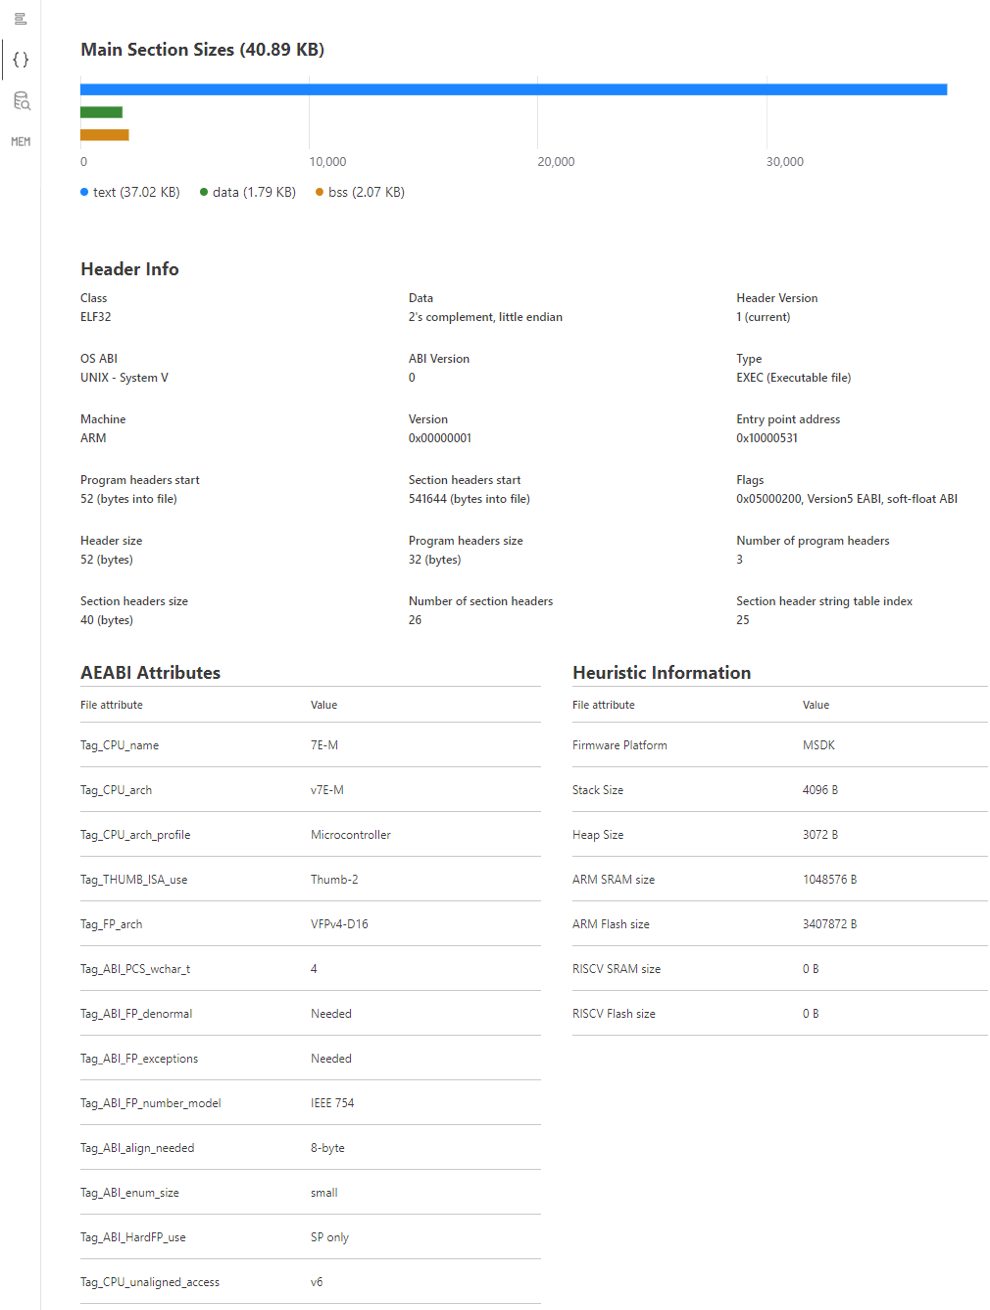 Main Section Sizes (40.89 KB)
0 10,000 20,000 30,000
text (37.02 KB) data (1.79 KB) bss (2.07 KB)
MEM
Header Info
Class Data Header Version
ELF32 2's complement, little endian 1 (current)
OS ABI ABI Version Type
UNIX - System V 0 EXEC (Executable file)
Machine Version Entry point address
ARM 0x00000001 0x10000531
Program headers start Section headers start Flags
52 (bytes into file) 541644 (bytes into file) 0x05000200, Version5 EABI, soft-float ABI
Header size Program headers size Number of program headers
52 (bytes) 32 (bytes) 3
Section headers size Number of section headers Section header string table index
40 (bytes) 26 25
AEABI Attributes
File attribute Value
Tag_CPU_name 7E-M
Tag_CPU_arch v7E-M
Tag_CPU_arch_profile Microcontroller
Tag_THUMB_ISA_use Thumb-2
Tag_FP_arch VFPv4-D16
Tag_ABI_PCS_wchar_t 4
Tag_ABI_FP_denormal Needed
Tag_ABI_FP_exceptions Needed
Tag_ABI_FP_number_model IEEE 754
Tag_ABI_align_needed 8-byte
Tag_ABI_enum_size small
Tag_ABI_HardFP_use SP only
Tag_CPU_unaligned_access v6
Heuristic Information
File attribute Value
Firmware Platform MSDK
Stack Size 4096 B
Heap Size 3072 B
ARM SRAM size 1048576 B
ARM Flash size 3407872 B
RISCV SRAM size 0 B
RISCV Flash size 0 B